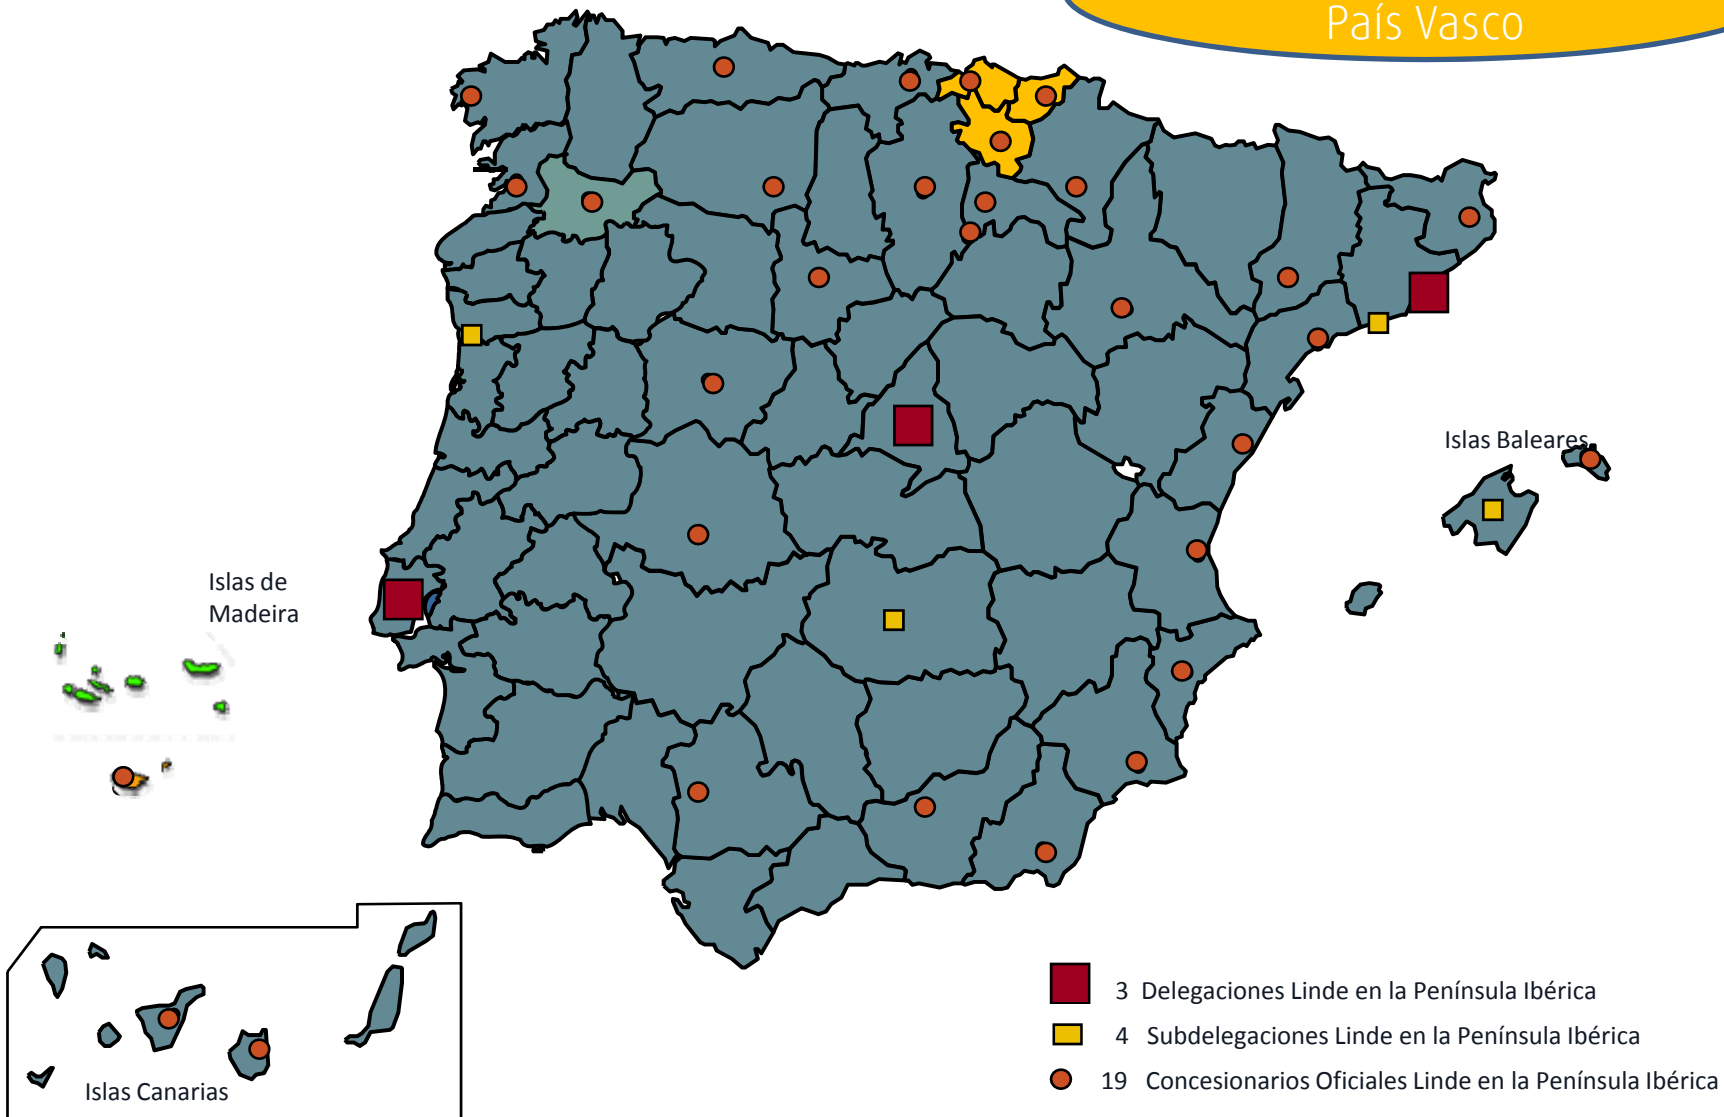 País Vasco
Islas Baleares
Islas de
Madeira
Islas Canarias
3 Delegaciones Linde en la Península Ibérica
4 Subdelegaciones Linde en la Península Ibérica
19 Concesionarios Oficiales Linde en la Península Ibérica